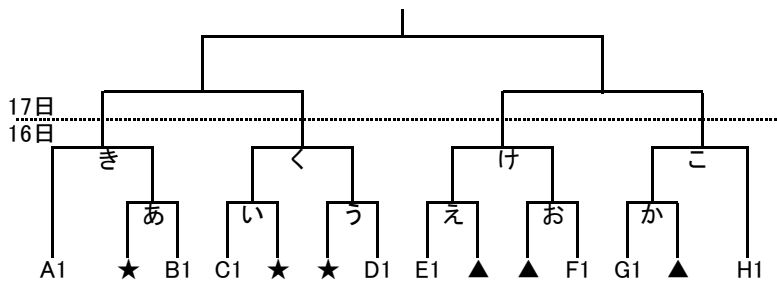 17日
16日
き く け こ
あ い う え お か
A1 ★ B1 C1 ★ ★ D1 E1 ▲ ▲ F1 G1 ▲ H1